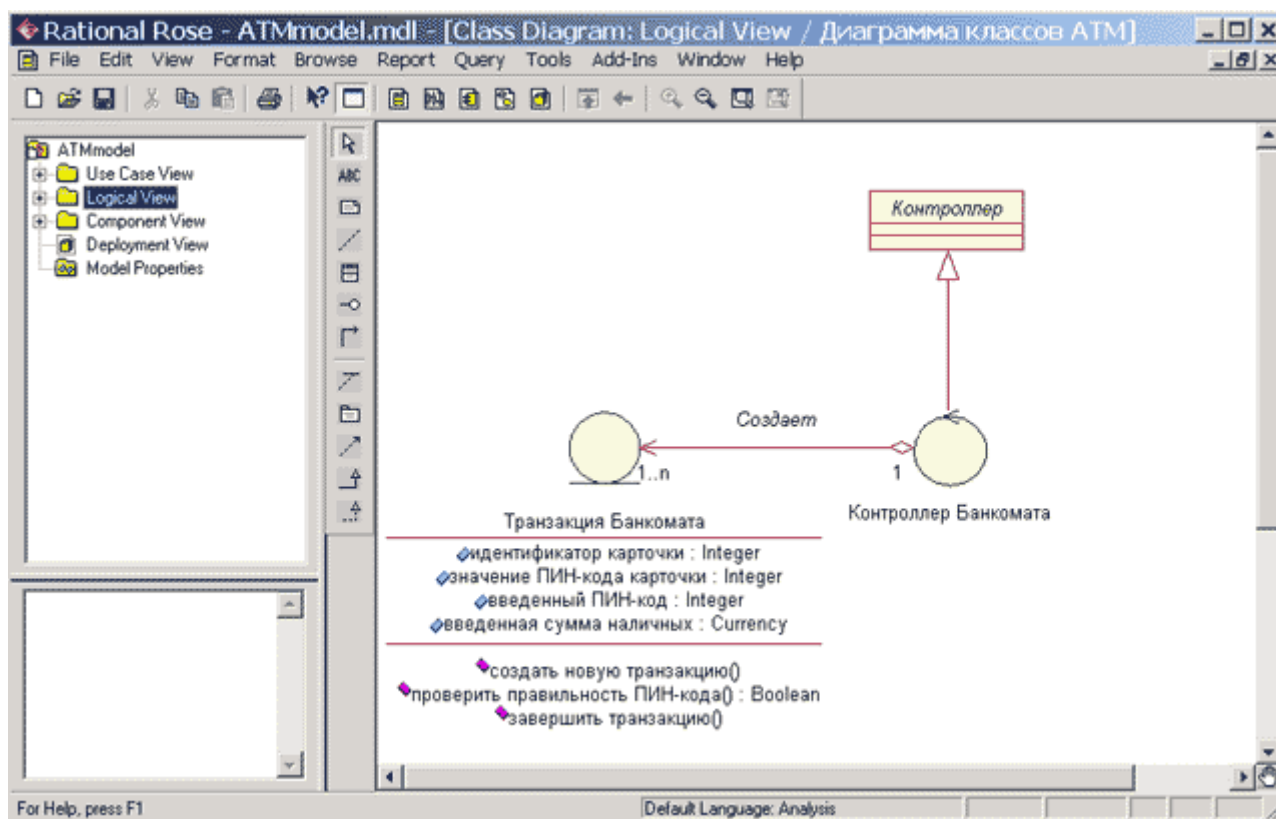 Rational Rose - ATMmodel.mdl - [Class Diagram: Logical View / Диаграмма классов ATM]
File Edit View Format Browse Report Query Tools Add-Ins Window Help
ATMmodel
Use Case View
Logical View
Component View
Deployment View
Model Properties
ABC
Контроллер
Создает
1..n
1
Контроллер Банкомата
Транзакция Банкомата
идентификатор карточки : Integer
значение ПИН-кода карточки : Integer
введенный ПИН-код : Integer
введенная сумма наличных : Currency
создать новую транзакцию()
проверить правильность ПИН-кода() : Boolean
завершить транзакцию()
For Help, press F1
Default Language: Analysis